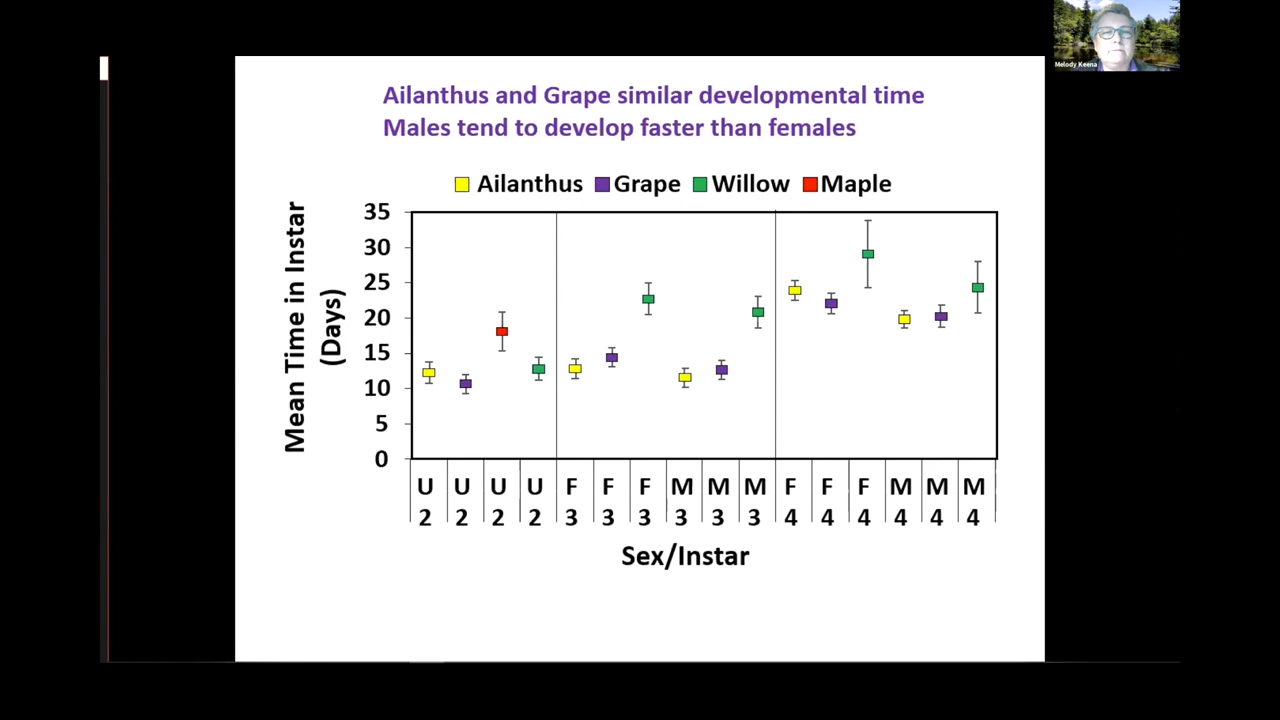 Melody Keena
Ailanthus and Grape similar developmental time
Males tend to develop faster than females
Ailanthus Grape Willow Maple
Mean Time in Instar
(Days)
35
30
25
20
15
10
5
0
U U U U F F F M M M F F F M M M
2 2 2 2 3 3 3 3 3 3 4 4 4 4 4 4
Sex/Instar